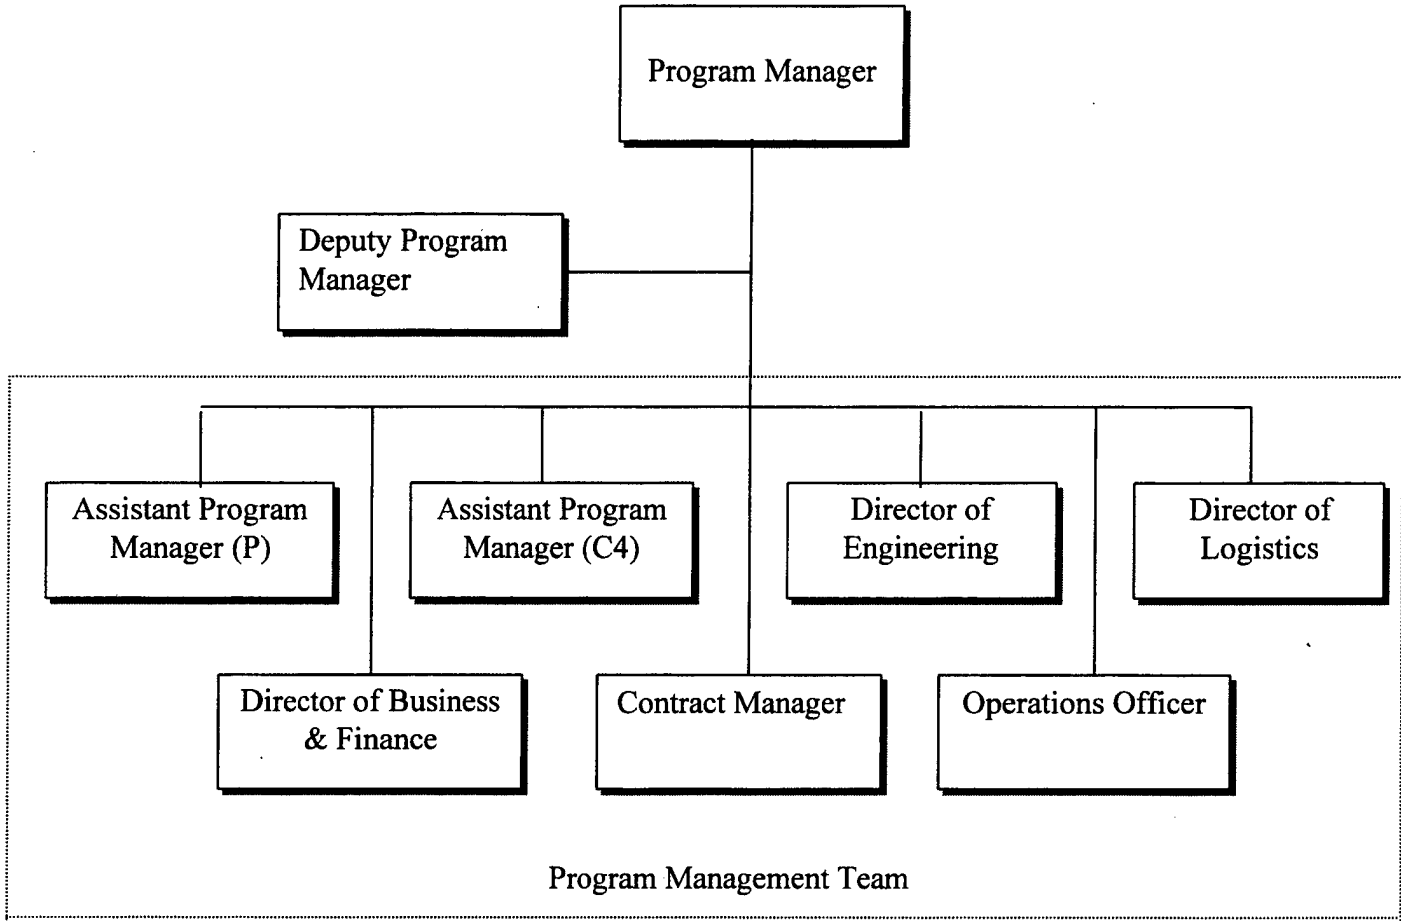 Program Manager
Deputy Program
Manager
Assistant Program
Manager (P)
Assistant Program
Manager (C4)
Director of
Engineering
Director of
Logistics
Director of Business
& Finance
Contract Manager
Operations Officer
Program Management Team